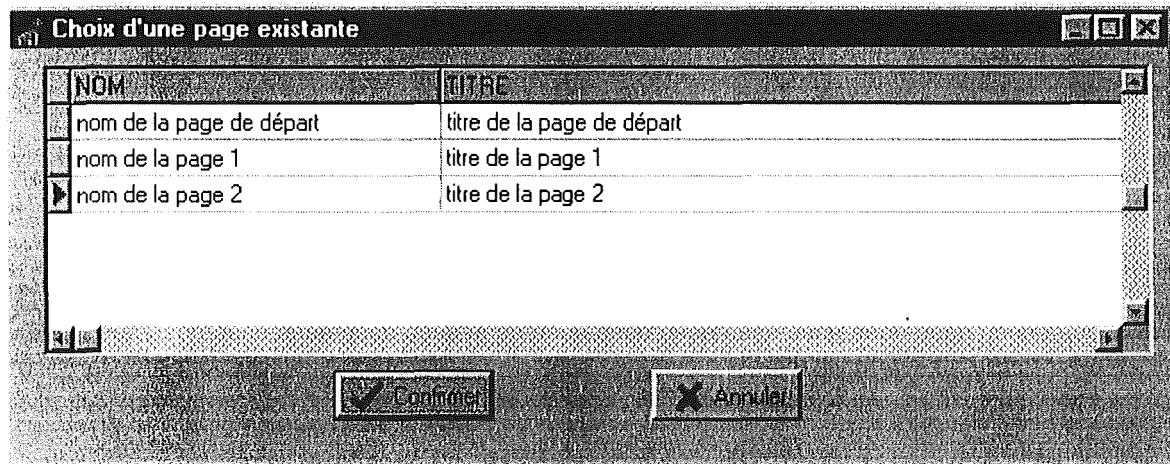 Choix d'une page existante
NOM TITRE
nom de la page de départ titre de la page de départ
nom de la page 1 titre de la page 1
nom de la page 2 titre de la page 2
Confirmer Annuler